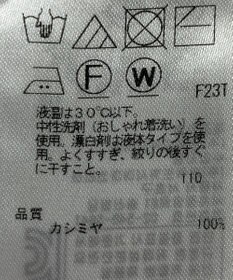 F W F23T
液温は30℃以下。
中性洗剤(おしゃれ着洗い)を
使用。漂白剤は液体タイプを使
用。よくすすぎ、絞りの後すぐ
に干すこと。
110
品質
カシミヤ 100%